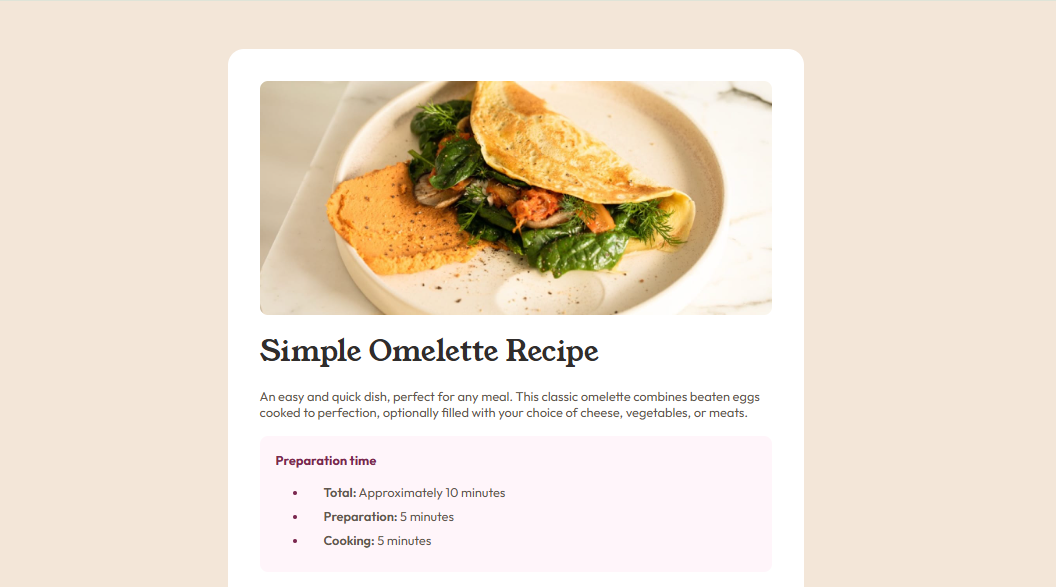 Simple Omelette Recipe
An easy and quick dish, perfect for any meal. This classic omelette combines beaten eggs
cooked to perfection, optionally filled with your choice of cheese, vegetables, or meats.
Preparation time
Total: Approximately 10 minutes
Preparation: 5 minutes
Cooking: 5 minutes